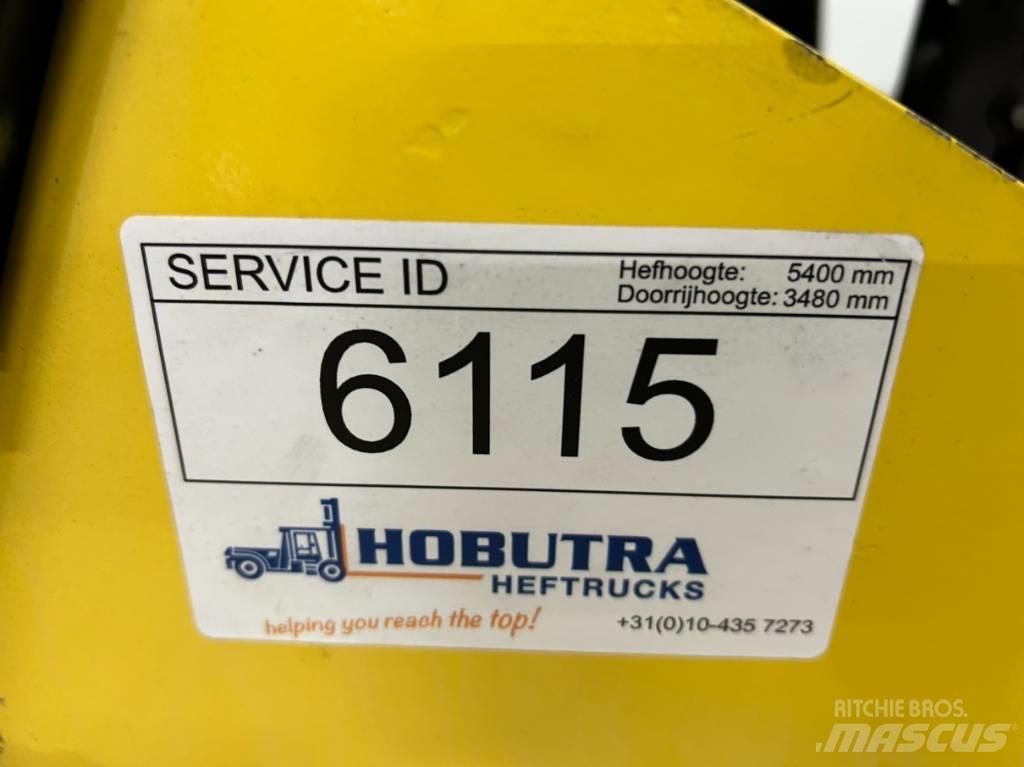 SERVICE ID
Hefhoogte: 5400 mm
Doorrijhoogte: 3480 mm
6115
HOBUTRA
HEFTRUCKS
helping you reach the top!
+31(0)10-435 7273
RITCHIE BROS.
MASCUS